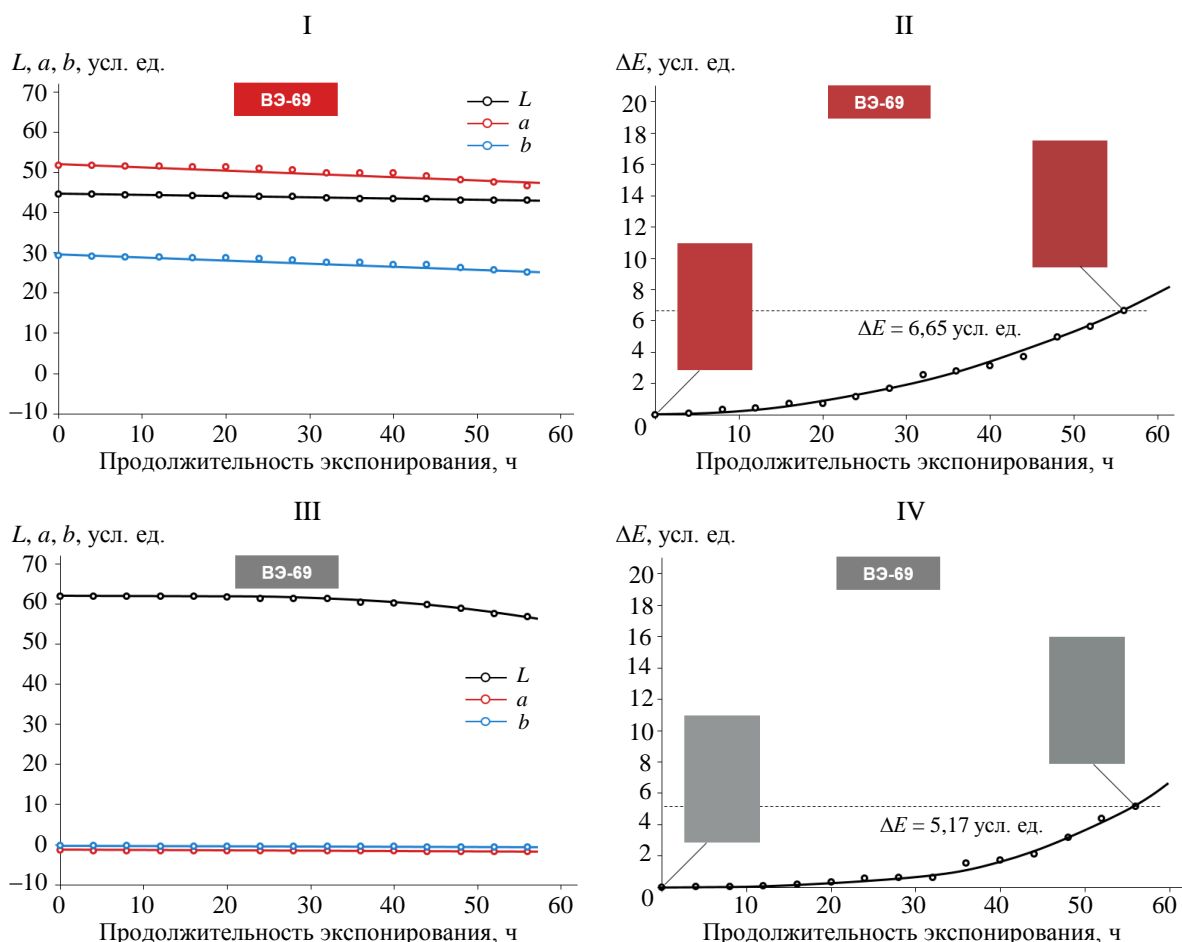 I
L, a, b, усл. ед.
70
60
50
40
30
20
10
0
–10
ВЭ-69
L
a
b
0 10 20 30 40 50 60
Продолжительность экспонирования, ч
II
ΔE, усл. ед.
20
18
16
14
12
10
8
6
4
2
0
ВЭ-69
ΔE = 6,65 усл. ед.
10 20 30 40 50 60
Продолжительность экспонирования, ч
III
L, a, b, усл. ед.
70
60
50
40
30
20
10
0
–10
ВЭ-69
L
a
b
0 10 20 30 40 50 60
Продолжительность экспонирования, ч
IV
ΔE, усл. ед.
20
18
16
14
12
10
8
6
4
2
0
ВЭ-69
ΔE = 5,17 усл. ед.
10 20 30 40 50 60
Продолжительность экспонирования, ч